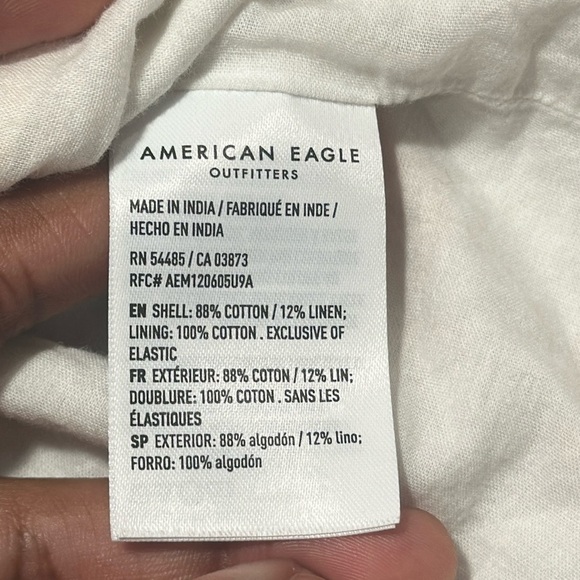 AMERICAN EAGLE
OUTFITTERS
MADE IN INDIA / FABRIQUÉ EN INDE /
HECHO EN INDIA
RN 54485 / CA 03873
RFC# AEM120605U9A
EN SHELL: 88% COTTON / 12% LINEN;
LINING: 100% COTTON . EXCLUSIVE OF
ELASTIC
FR EXTÉRIEUR: 88% COTON / 12% LIN;
DOUBLURE: 100% COTON . SANS LES
ÉLASTIQUES
SP EXTERIOR: 88% algodón / 12% lino;
FORRO: 100% algodón